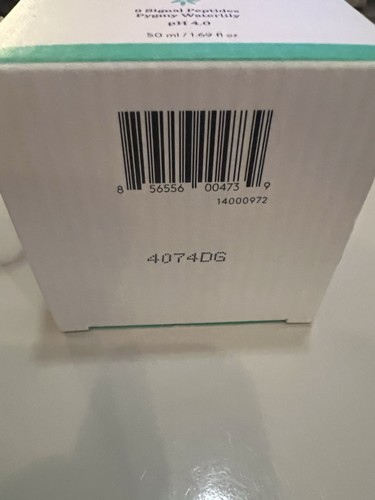 9 Signal Peptides
Pygmy Waterlily
pH 4.0
50 ml / 1.69 fl oz
8 56556 00473 9
14000972
4074DG